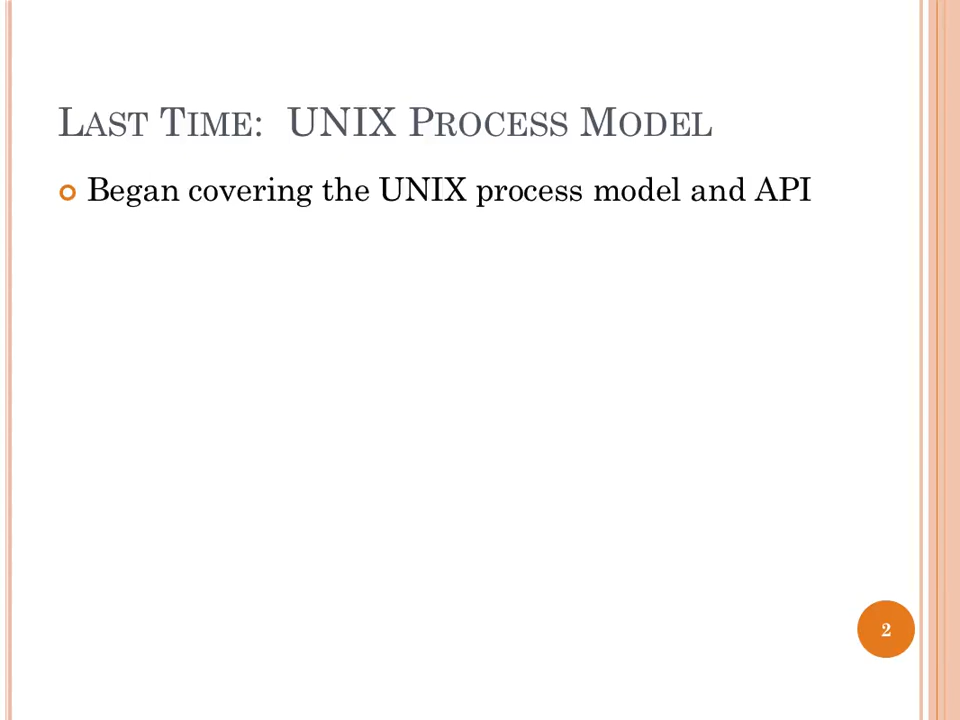 LAST TIME: UNIX PROCESS MODEL
Began covering the UNIX process model and API
2